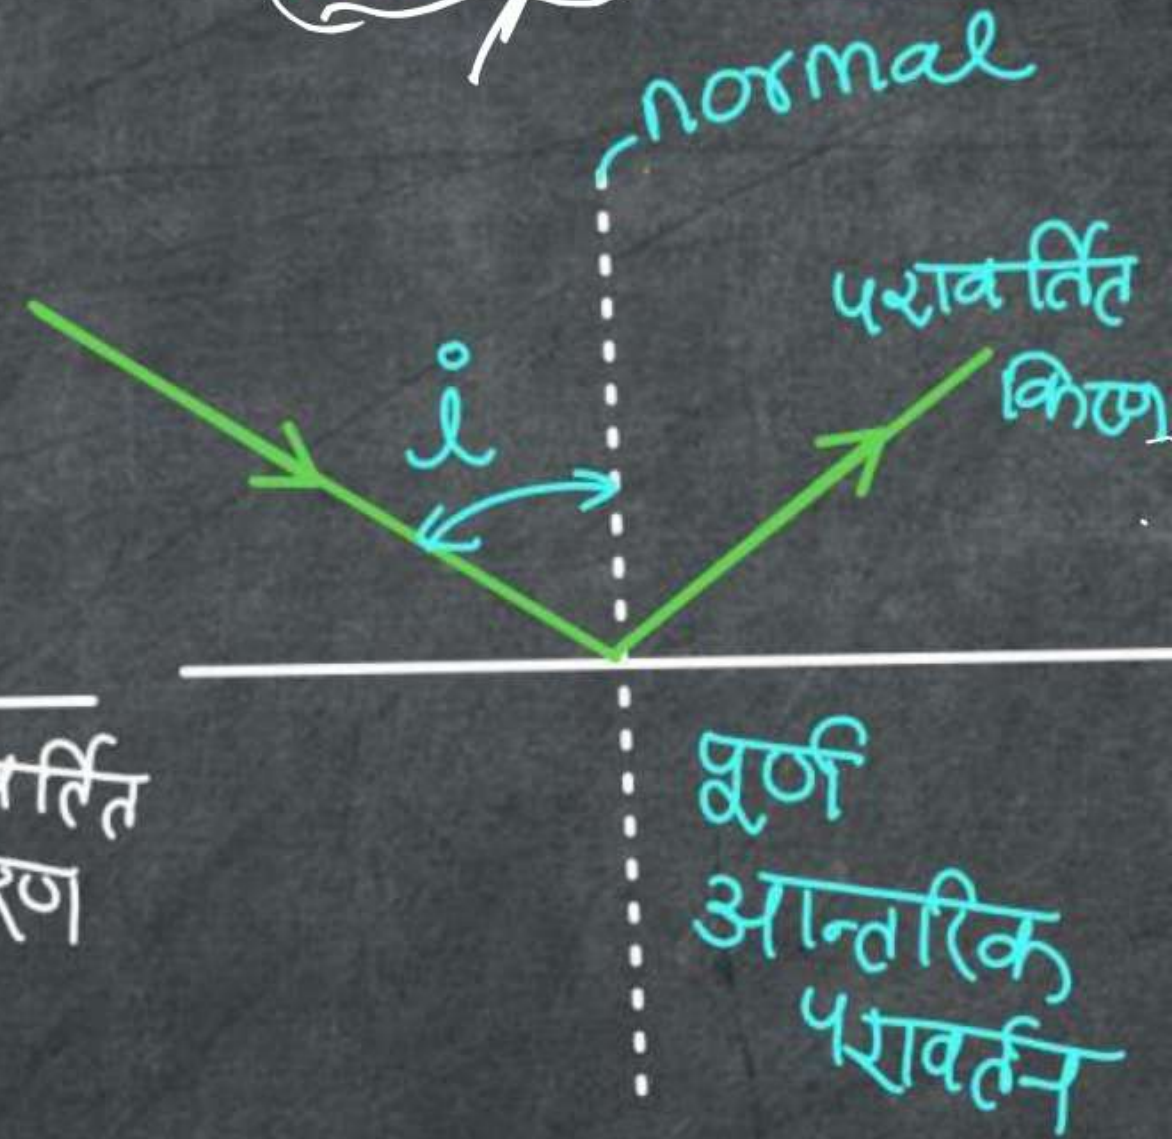 normal
परावर्तित
किरण
i
र्तित
रण
पूर्ण
आन्तरिक
परावर्तन